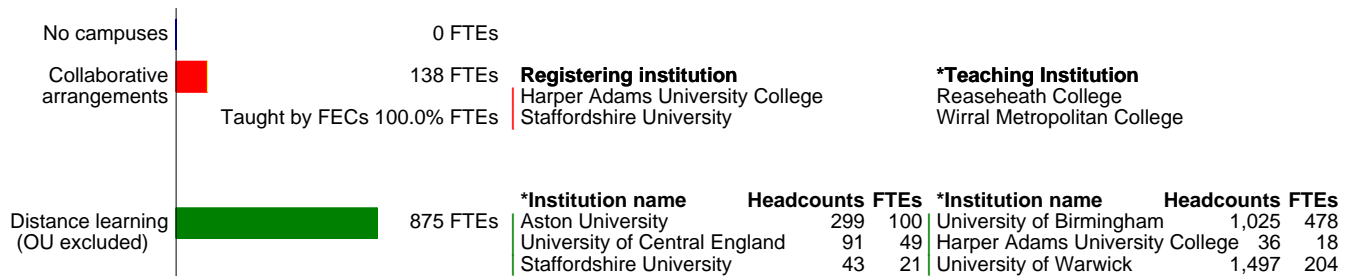 No campuses 0 FTEs
Collaborative arrangements 138 FTEs
Registering institution *Teaching Institution
Harper Adams University College Reaseheath College
Taught by FECs 100.0% FTEs Staffordshire University Wirral Metropolitan College
*Institution name Headcounts FTEs *Institution name Headcounts FTEs
Distance learning (OU excluded) 875 FTEs
Aston University 299 100 University of Birmingham 1,025 478
University of Central England 91 49 Harper Adams University College 36 18
Staffordshire University 43 21 University of Warwick 1,497 204